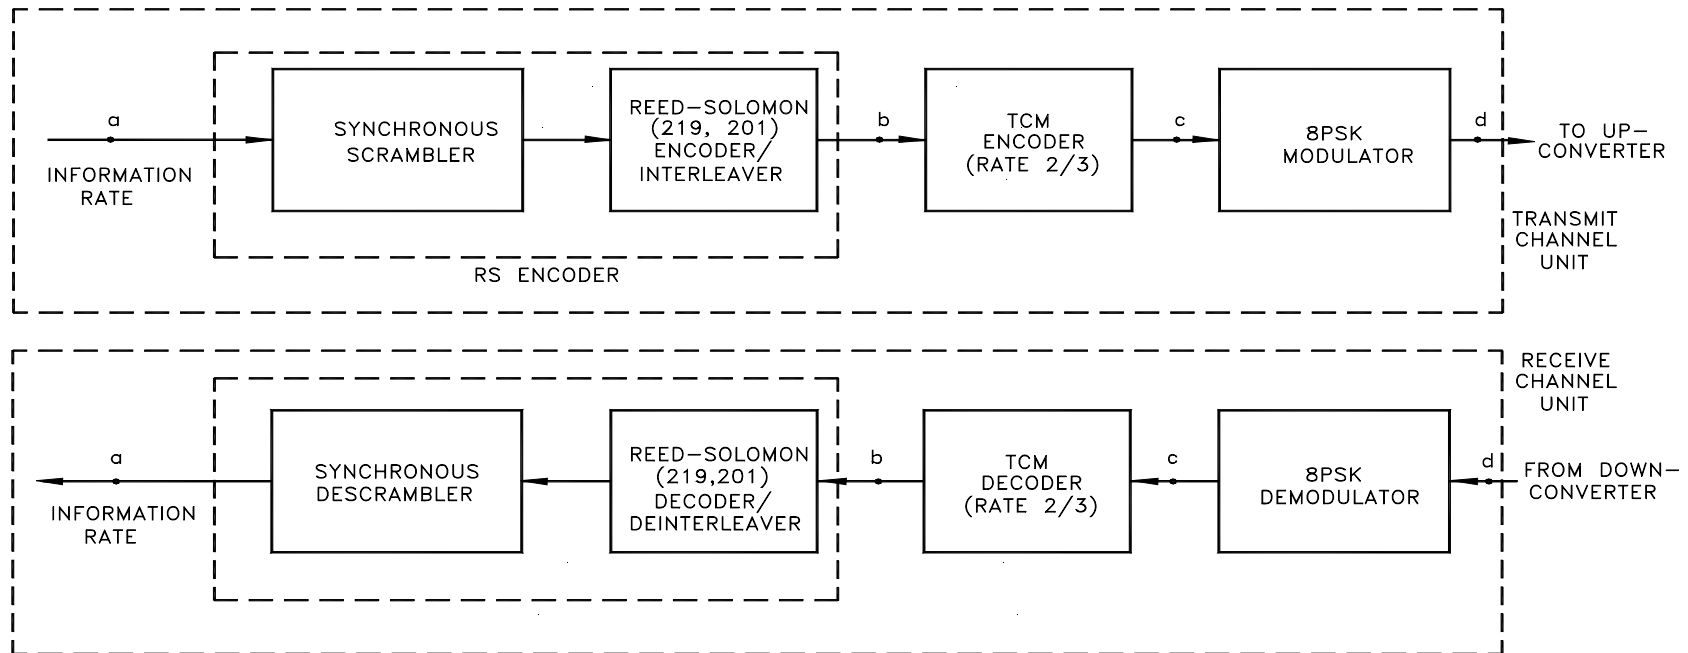 a
INFORMATION
RATE
SYNCHRONOUS
SCRAMBLER
REED-SOLOMON
(219, 201)
ENCODER/
INTERLEAVER
RS ENCODER
b
TCM
ENCODER
(RATE 2/3)
c
8PSK
MODULATOR
d
TO UP-
CONVERTER
TRANSMIT
CHANNEL
UNIT
RECEIVE
CHANNEL
UNIT
a
INFORMATION
RATE
SYNCHRONOUS
DESCRAMBLER
REED-SOLOMON
(219,201)
DECODER/
DEINTERLEAVER
b
TCM
DECODER
(RATE 2/3)
c
8PSK
DEMODULATOR
d
FROM DOWN-
CONVERTER